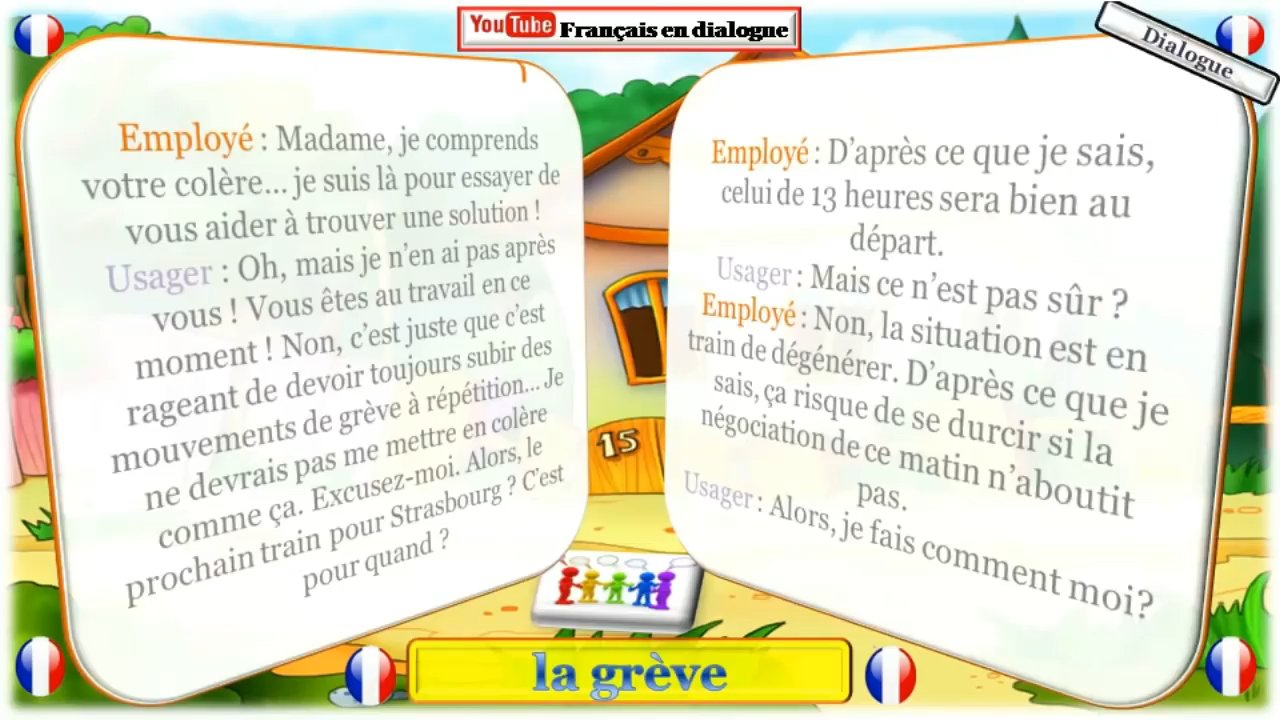 YouTube Français en dialogue
Dialogue
Employé : Madame, je comprends
votre colère... je suis là pour essayer de
vous aider à trouver une solution !
Usager : Oh, mais je n'en ai pas après
vous ! Vous êtes au travail en ce
moment ! Non, c'est juste que c'est
rageant de devoir toujours subir des
mouvements de grève à répétition... Je
ne devrais pas me mettre en colère
comme ça. Excusez-moi. Alors, le
prochain train pour Strasbourg ? C'est
pour quand ?
Employé : D'après ce que je sais,
celui de 13 heures sera bien au
départ.
Usager : Mais ce n'est pas sûr ?
Employé : Non, la situation est en
train de dégénérer. D'après ce que je
sais, ça risque de se durcir si la
négociation de ce matin n'aboutit
pas.
Usager : Alors, je fais comment moi?
15
la grève